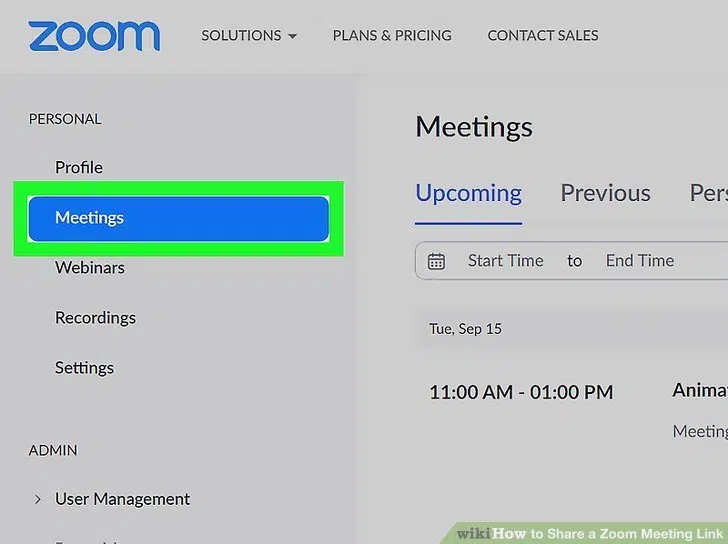 zoom SOLUTIONS PLANS & PRICING CONTACT SALES
PERSONAL
Profile
Meetings
Webinars
Recordings
Settings
ADMIN
User Management
Meetings
Upcoming Previous Pers
Start Time to End Time
Tue, Sep 15
11:00 AM - 01:00 PM Anima
Meeting
wikiHow to Share a Zoom Meeting Link